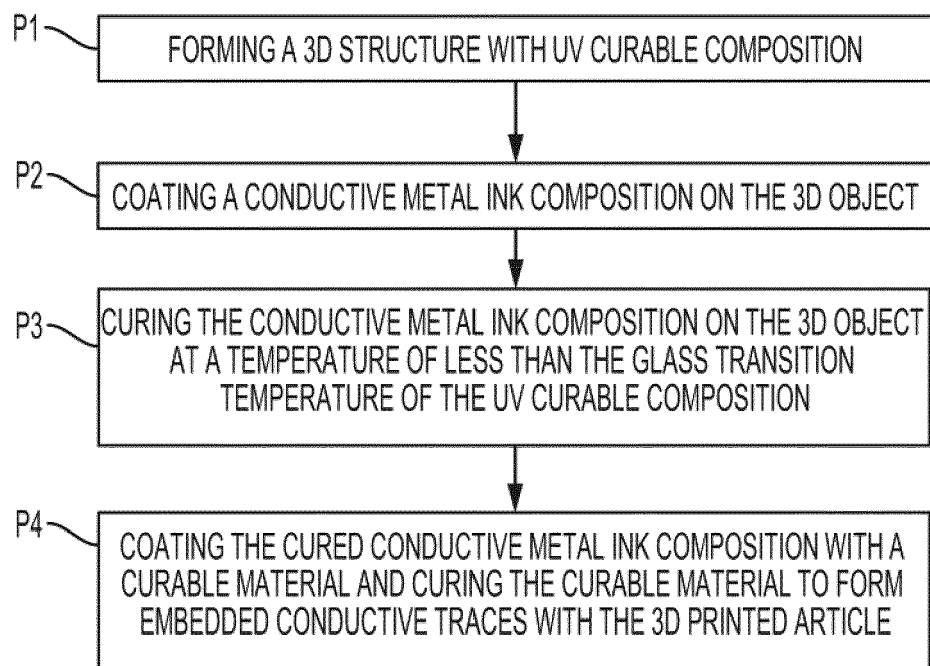 P1
FORMING A 3D STRUCTURE WITH UV CURABLE COMPOSITION
P2
COATING A CONDUCTIVE METAL INK COMPOSITION ON THE 3D OBJECT
P3
CURING THE CONDUCTIVE METAL INK COMPOSITION ON THE 3D OBJECT
AT A TEMPERATURE OF LESS THAN THE GLASS TRANSITION
TEMPERATURE OF THE UV CURABLE COMPOSITION
P4
COATING THE CURED CONDUCTIVE METAL INK COMPOSITION WITH A
CURABLE MATERIAL AND CURING THE CURABLE MATERIAL TO FORM
EMBEDDED CONDUCTIVE TRACES WITH THE 3D PRINTED ARTICLE